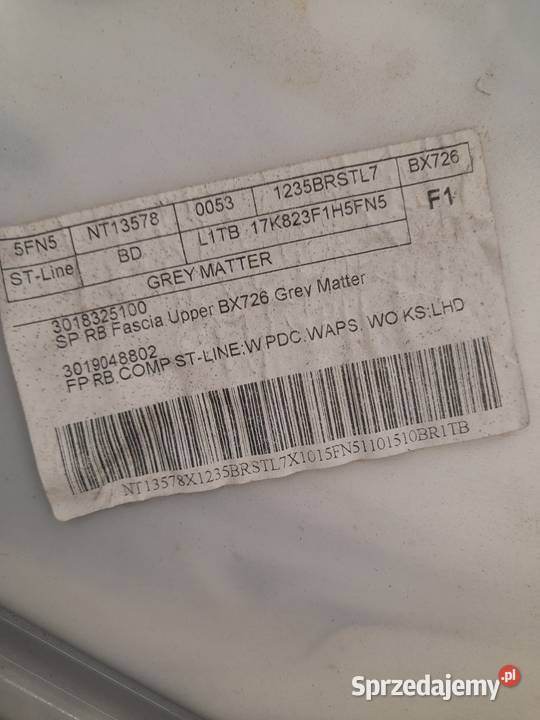 5FN5 NT13578 0053 1235BRSTL7 BX726
ST-Line BD L1TB 17K823F1H5FN5 F1
GREY MATTER
3018325100
SP RB Fascia Upper BX726 Grey Matter
3019048802
FP RB.COMP ST-LINE:W PDC.WAPS. WO KS:LHD
NT13578X1235BRSTL7X1015FN51101510BR1TB
Sprzedajemy.pl